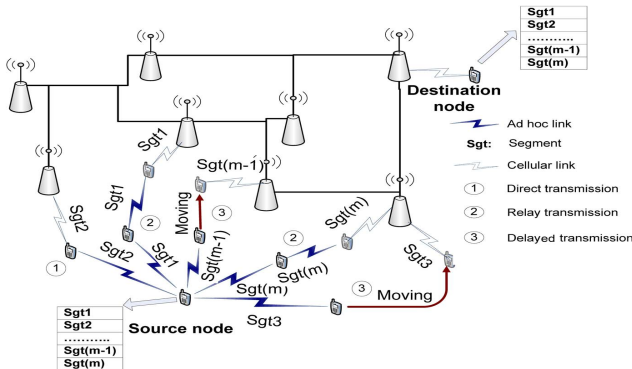 Sgt1
Sgt2
...........
Sgt(m-1)
Sgt(m)
Destination
node
Ad hoc link
Sgt: Segment
Cellular link
1 Direct transmission
2 Relay transmission
3 Delayed transmission
Sgt1
Sgt(m-1)
Sgt1
Moving
3
Sgt2
2
Sgt(m)
Sgt3
1
Sgt2
Sgt1
Sgt(m-1)
2
Sgt(m)
Sgt(m)
3
Moving
Sgt3
Source node
Sgt1
Sgt2
...........
Sgt(m-1)
Sgt(m)